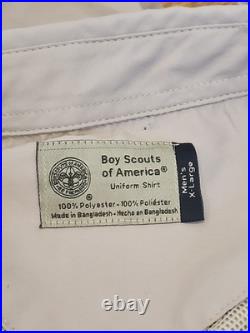 Boy Scouts
of America®
Uniform Shirt
®
100% Polyester - 100% Poliéster
Made in Bangladesh - Hecho en Bangladesh
Men's
X-Large